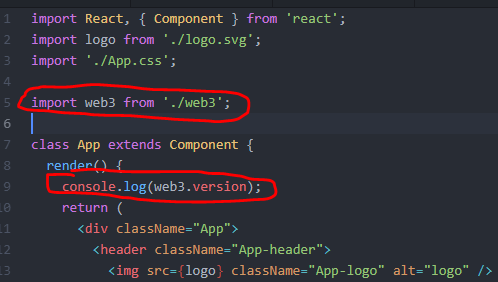 1 import React, { Component } from 'react';
2 import logo from './logo.svg';
3 import './App.css';
4
5 import web3 from './web3';
6
7 class App extends Component {
8 render() {
9 console.log(web3.version);
10 return (
11 <div className="App">
12 <header className="App-header">
13 <img src={logo} className="App-logo" alt="logo" />